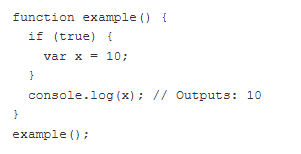 function example() {
  if (true) {
    var x = 10;
  }
  console.log(x); // Outputs: 10
}
example();